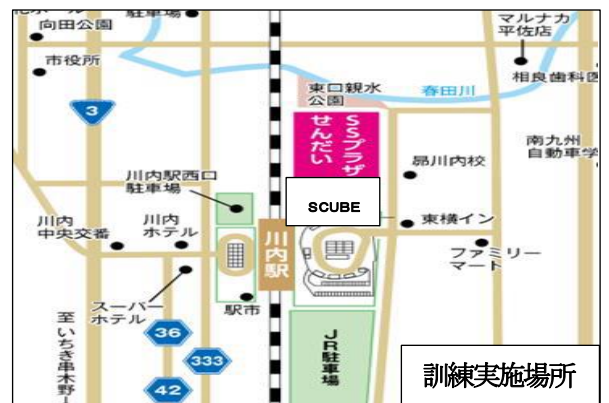 駐車場
向田公園
市役所
3
マルナカ
平佐店
相良歯科医
東口親水
公園
春田川
SSプラザ
せんだい
昴川内校
南九州
自動車学
川内駅西口
駐車場
SCUBE
東横イン
川内
中央交番
川内
ホテル
川内駅
ファミリー
マート
スーパー
ホテル
駅市
至いちき串木野
36
333
42
JR駐車場
訓練実施場所